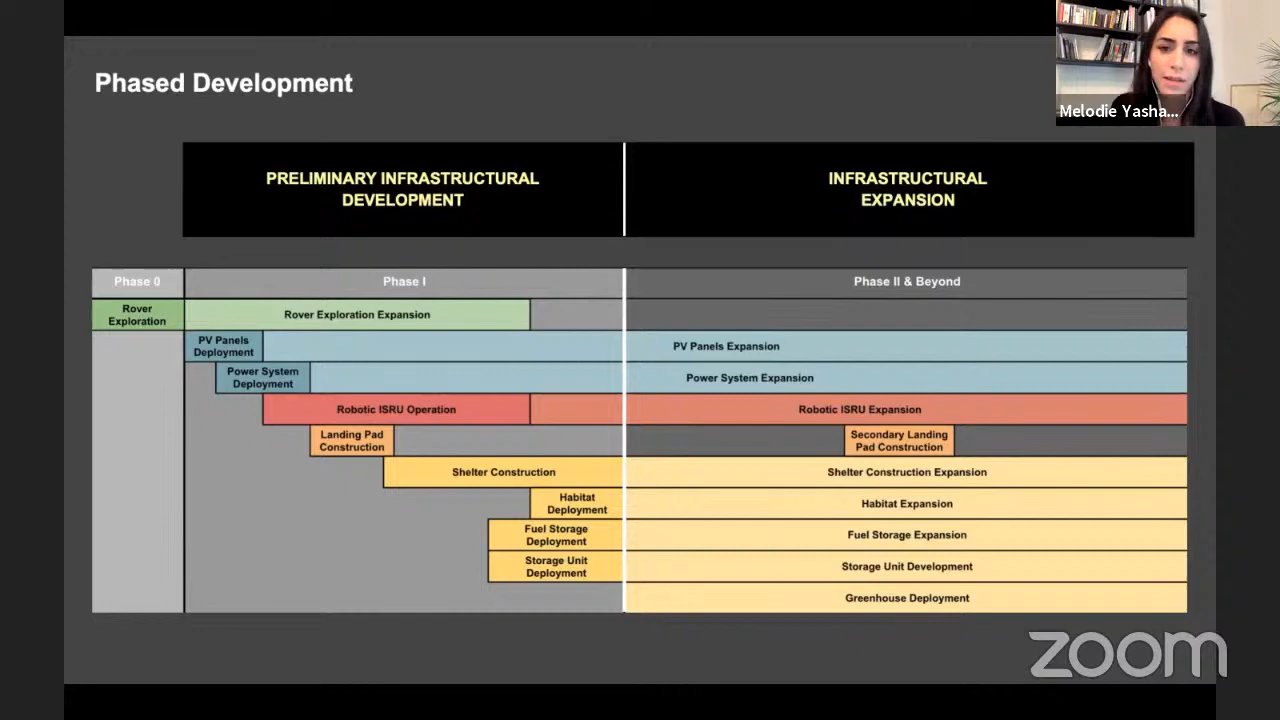 Phased Development
Melodie Yasha...
PRELIMINARY INFRASTRUCTURAL
DEVELOPMENT
INFRASTRUCTURAL
EXPANSION
Phase 0
Phase I
Phase II & Beyond
Rover
Exploration
Rover Exploration Expansion
PV Panels
Deployment
PV Panels Expansion
Power System
Deployment
Power System Expansion
Robotic ISRU Operation
Robotic ISRU Expansion
Landing Pad
Construction
Secondary Landing
Pad Construction
Shelter Construction
Shelter Construction Expansion
Habitat
Deployment
Habitat Expansion
Fuel Storage
Deployment
Fuel Storage Expansion
Storage Unit
Deployment
Storage Unit Development
Greenhouse Deployment
zoom